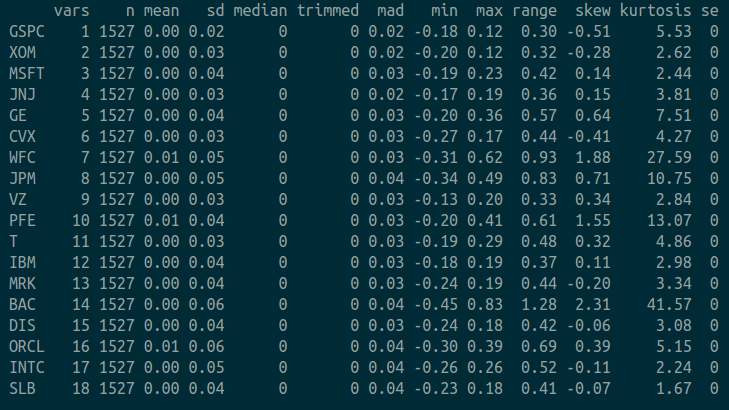 vars n mean sd median trimmed mad min max range skew kurtosis se
GSPC 1 1527 0.00 0.02 0 0 0.02 -0.18 0.12 0.30 -0.51 5.53 0
XOM 2 1527 0.00 0.03 0 0 0.02 -0.20 0.12 0.32 -0.28 2.62 0
MSFT 3 1527 0.00 0.04 0 0 0.03 -0.19 0.23 0.42 0.14 2.44 0
JNJ 4 1527 0.00 0.03 0 0 0.02 -0.17 0.19 0.36 0.15 3.81 0
GE 5 1527 0.00 0.04 0 0 0.03 -0.20 0.36 0.57 0.64 7.51 0
CVX 6 1527 0.00 0.03 0 0 0.03 -0.27 0.17 0.44 -0.41 4.27 0
WFC 7 1527 0.01 0.05 0 0 0.03 -0.31 0.62 0.93 1.88 27.59 0
JPM 8 1527 0.00 0.05 0 0 0.04 -0.34 0.49 0.83 0.71 10.75 0
VZ 9 1527 0.00 0.03 0 0 0.03 -0.13 0.20 0.33 0.34 2.84 0
PFE 10 1527 0.01 0.04 0 0 0.03 -0.20 0.41 0.61 1.55 13.07 0
T 11 1527 0.00 0.03 0 0 0.03 -0.19 0.29 0.48 0.32 4.86 0
IBM 12 1527 0.00 0.04 0 0 0.03 -0.18 0.19 0.37 0.11 2.98 0
MRK 13 1527 0.00 0.04 0 0 0.03 -0.24 0.19 0.44 -0.20 3.34 0
BAC 14 1527 0.00 0.06 0 0 0.04 -0.45 0.83 1.28 2.31 41.57 0
DIS 15 1527 0.00 0.04 0 0 0.03 -0.24 0.18 0.42 -0.06 3.08 0
ORCL 16 1527 0.01 0.06 0 0 0.04 -0.30 0.39 0.69 0.39 5.15 0
INTC 17 1527 0.00 0.05 0 0 0.04 -0.26 0.26 0.52 -0.11 2.24 0
SLB 18 1527 0.00 0.04 0 0 0.04 -0.23 0.18 0.41 -0.07 1.67 0